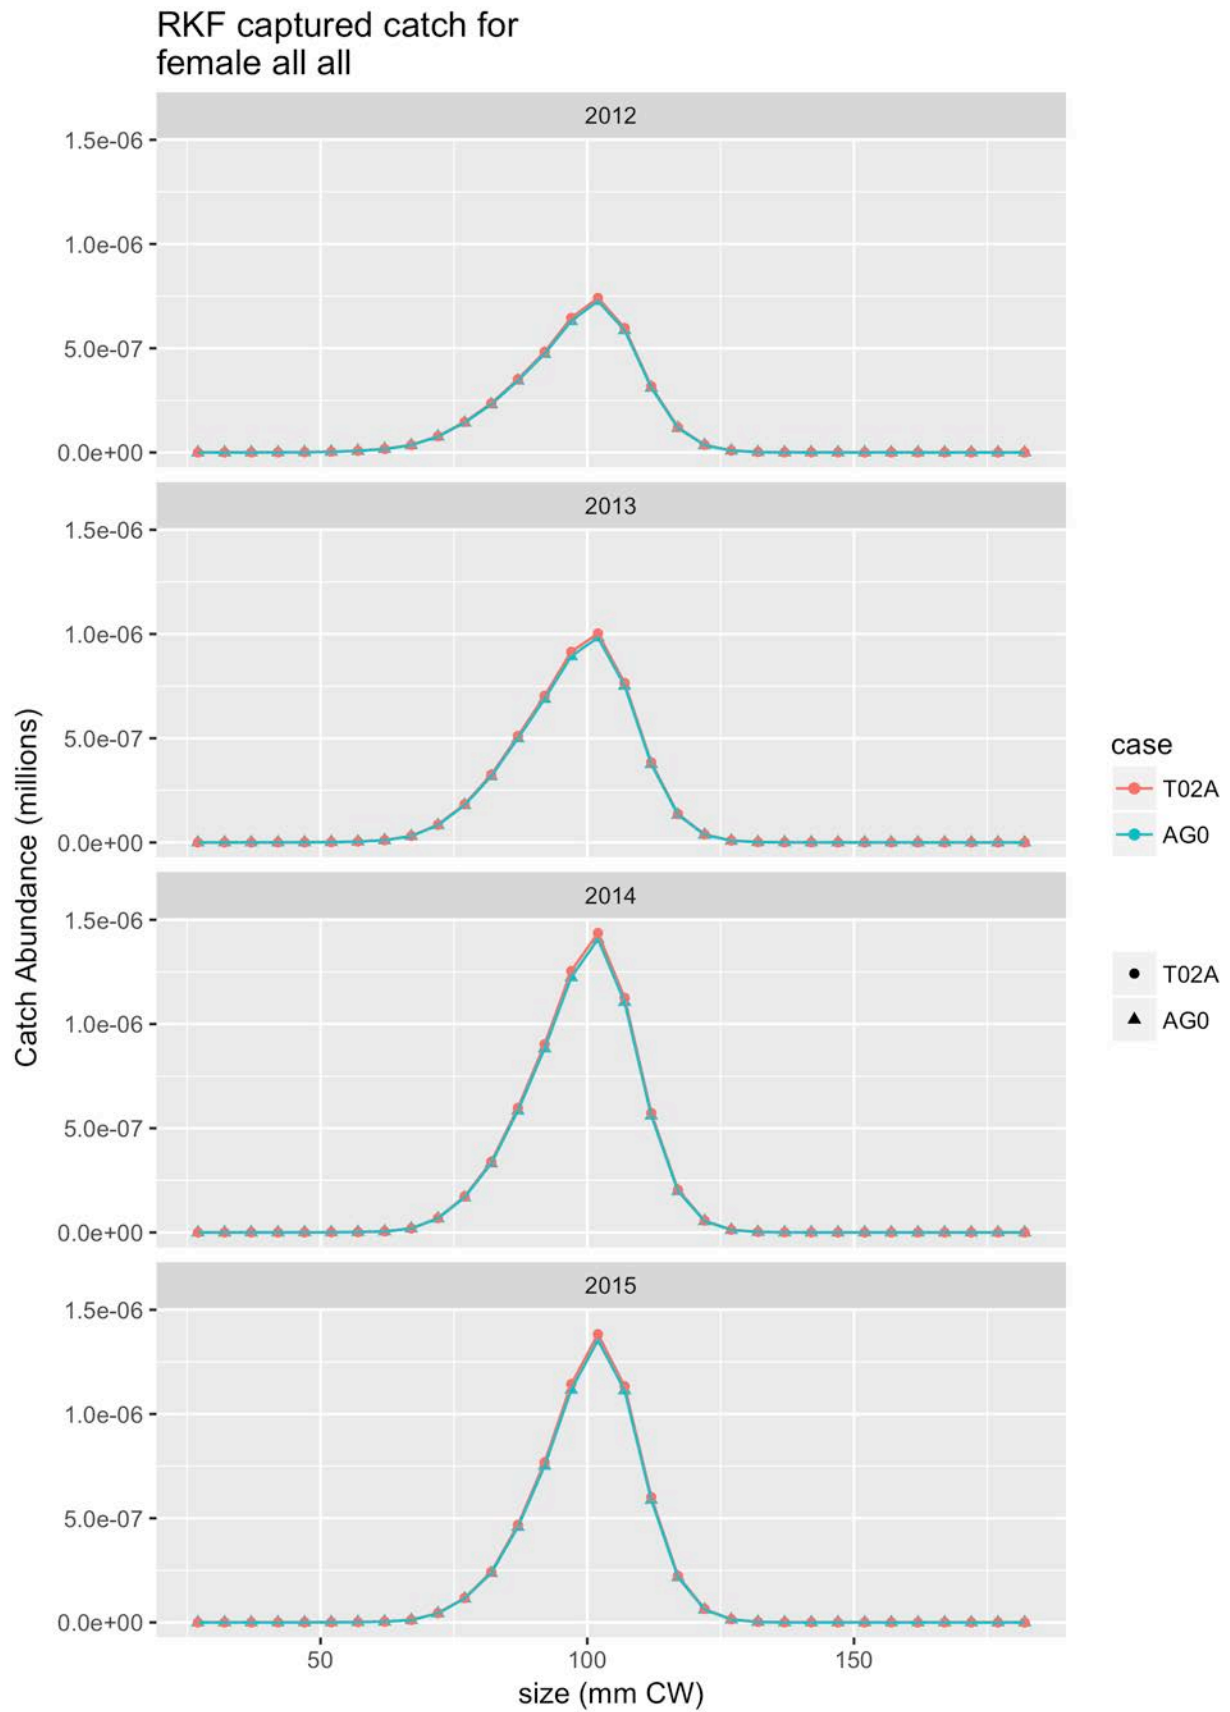 RKF captured catch for
female all all
2012
1.5e-06
1.0e-06
5.0e-07
0.0e+00
2013
1.5e-06
1.0e-06
5.0e-07
0.0e+00
2014
1.5e-06
1.0e-06
5.0e-07
0.0e+00
2015
1.5e-06
1.0e-06
5.0e-07
0.0e+00
50 100 150
size (mm CW)
Catch Abundance (millions)
case
T02A
AG0
T02A
AG0